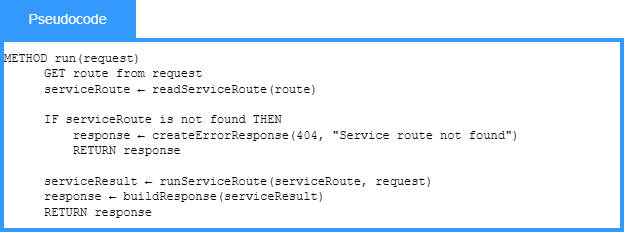 Pseudocode
METHOD run(request)
GET route from request
serviceRoute ← readServiceRoute(route)
IF serviceRoute is not found THEN
response ← createErrorResponse(404, "Service route not found")
RETURN response
serviceResult ← runServiceRoute(serviceRoute, request)
response ← buildResponse(serviceResult)
RETURN response